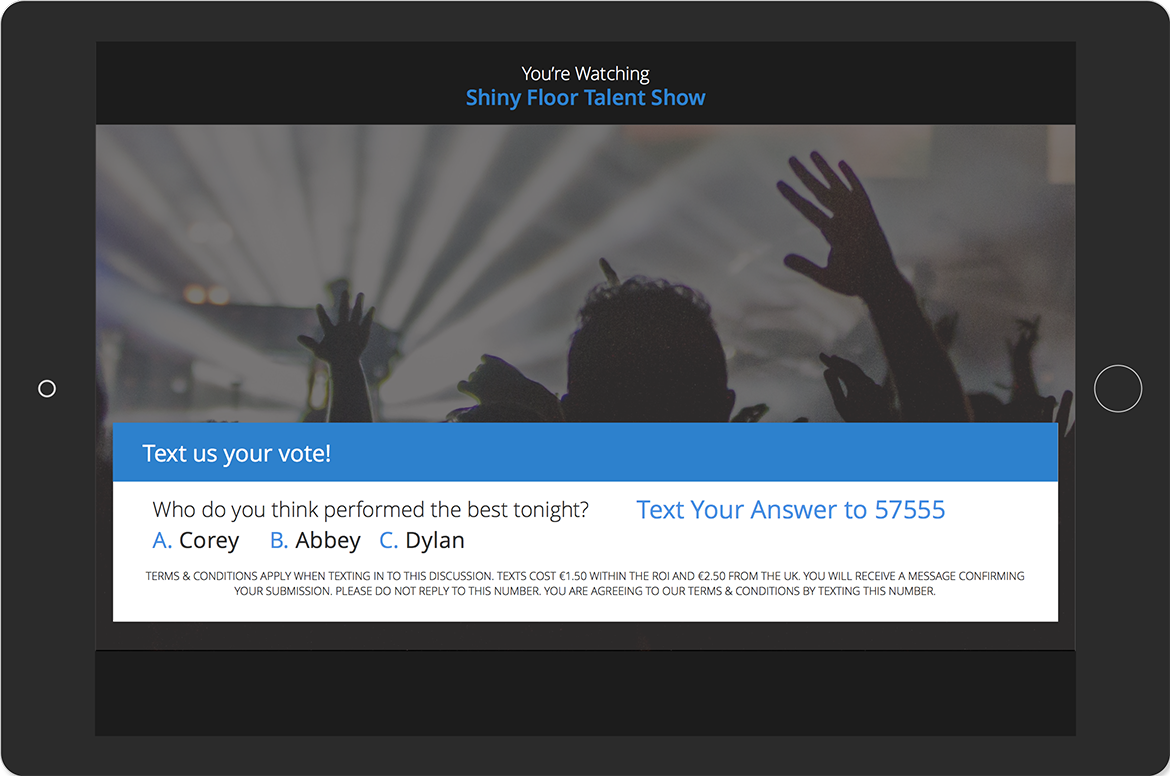 You’re Watching
Shiny Floor Talent Show
Text us your vote!
Who do you think performed the best tonight? Text Your Answer to 57555
A. Corey B. Abbey C. Dylan
TERMS & CONDITIONS APPLY WHEN TEXTING IN TO THIS DISCUSSION. TEXTS COST €1.50 WITHIN THE ROI AND €2.50 FROM THE UK. YOU WILL RECEIVE A MESSAGE CONFIRMING
YOUR SUBMISSION. PLEASE DO NOT REPLY TO THIS NUMBER. YOU ARE AGREEING TO OUR TERMS & CONDITIONS BY TEXTING THIS NUMBER.